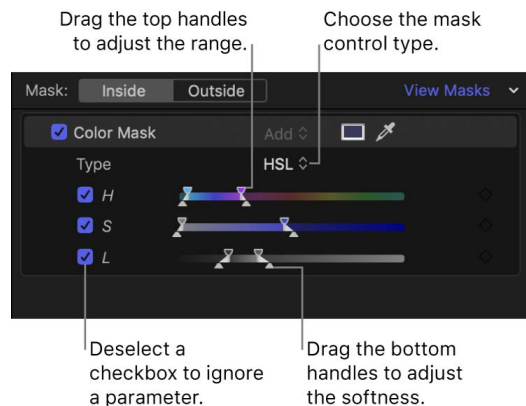 Drag the top handles
to adjust the range.
Choose the mask
control type.
Mask: Inside Outside View Masks
Color Mask Add
Type HSL
H
S
L
Deselect a
checkbox to ignore
a parameter.
Drag the bottom
handles to adjust
the softness.